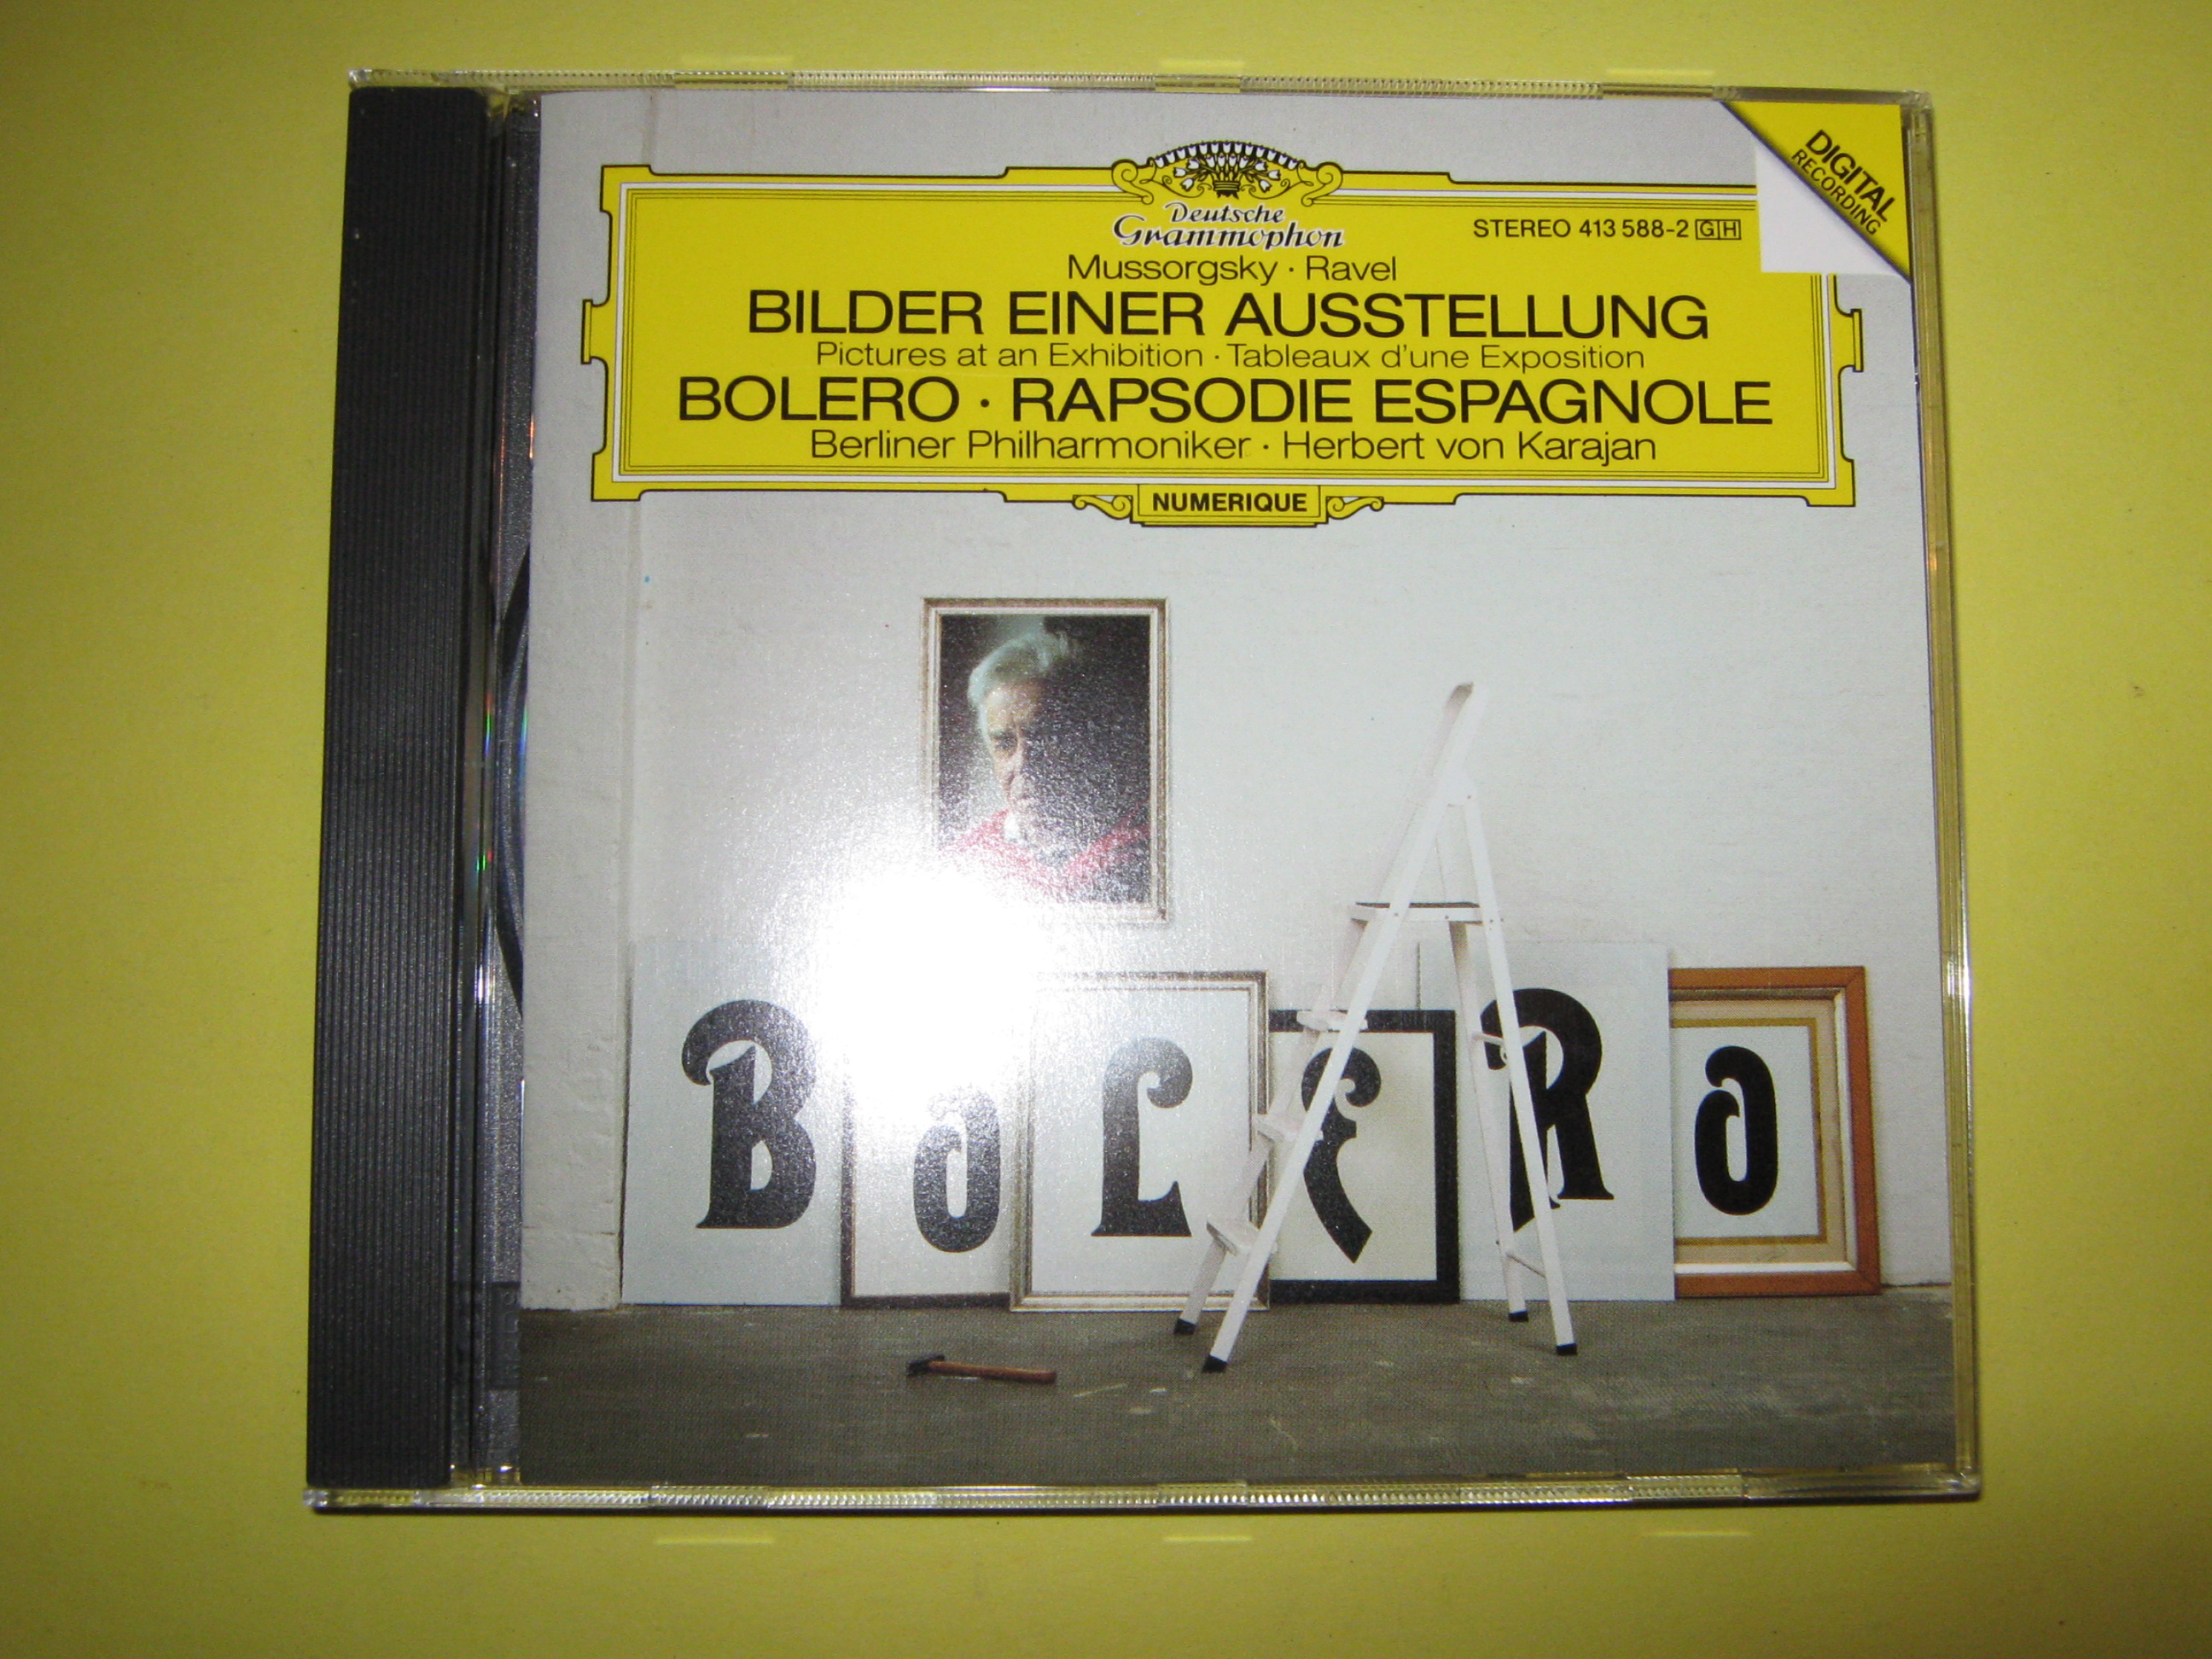 DIGITAL
RECORDING
Deutsche
Grammophon
STEREO 413 588-2 GH
Mussorgsky · Ravel
BILDER EINER AUSSTELLUNG
Pictures at an Exhibition · Tableaux d'une Exposition
BOLERO · RAPSODIE ESPAGNOLE
Berliner Philharmoniker · Herbert von Karajan
NUMERIQUE
BOLERO